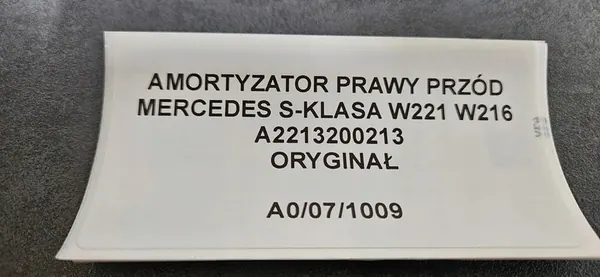 AMORTYZATOR PRAWY PRZÓD
MERCEDES S-KLASA W221 W216
A2213200213
ORYGINAŁ
A0/07/1009